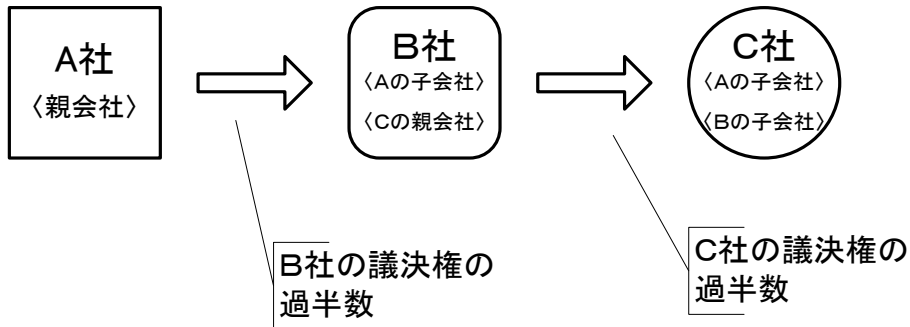 A社
〈親会社〉
B社
〈Aの子会社〉
〈Cの親会社〉
C社
〈Aの子会社〉
〈Bの子会社〉
B社の議決権の
過半数
C社の議決権の
過半数